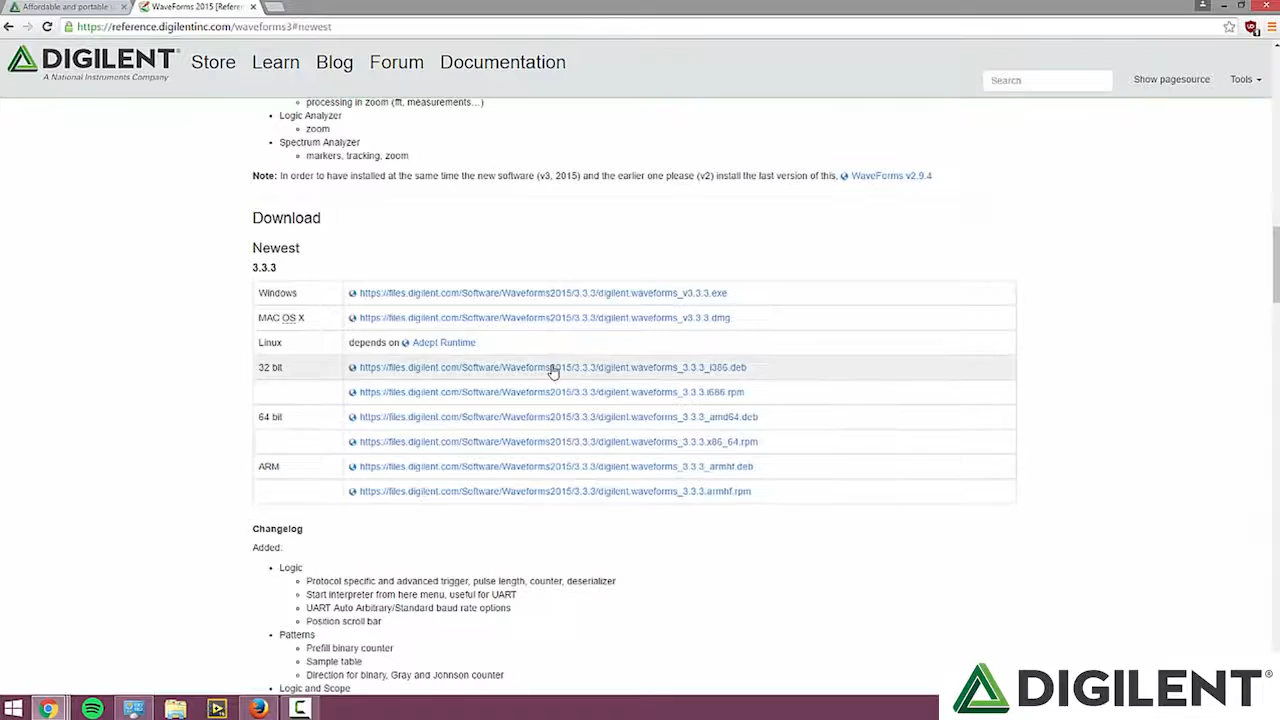 Affordable and portable
WaveForms 2015 [Refere
https://reference.digilentinc.com/waveforms3#newest
DIGILENT
A National Instruments Company
Store
Learn
Blog
Forum
Documentation
Search
Show pagesource
Tools
processing in zoom (fft, measurements...)
Logic Analyzer
zoom
Spectrum Analyzer
markers, tracking, zoom
Note: In order to have installed at the same time the new software (v3, 2015) and the earlier one please (v2) install the last version of this, WaveForms v2.9.4
Download
Newest
3.3.3
Windows https://files.digilent.com/Software/Waveforms2015/3.3.3/digilent.waveforms_v3.3.3.exe
MAC OS X https://files.digilent.com/Software/Waveforms2015/3.3.3/digilent.waveforms_v3.3.3.dmg
Linux depends on Adept Runtime
32 bit https://files.digilent.com/Software/Waveforms2015/3.3.3/digilent.waveforms_3.3.3_i386.deb
https://files.digilent.com/Software/Waveforms2015/3.3.3/digilent.waveforms_3.3.3.i686.rpm
64 bit https://files.digilent.com/Software/Waveforms2015/3.3.3/digilent.waveforms_3.3.3_amd64.deb
https://files.digilent.com/Software/Waveforms2015/3.3.3/digilent.waveforms_3.3.3.x86_64.rpm
ARM https://files.digilent.com/Software/Waveforms2015/3.3.3/digilent.waveforms_3.3.3_armhf.deb
https://files.digilent.com/Software/Waveforms2015/3.3.3/digilent.waveforms_3.3.3.armhf.rpm
Changelog
Added:
Logic
Protocol specific and advanced trigger, pulse length, counter, deserializer
Start interpreter from here menu, useful for UART
UART Auto Arbitrary/Standard baud rate options
Position scroll bar
Patterns
Prefill binary counter
Sample table
Direction for binary, Gray and Johnson counter
Logic and Scope
DIGILENT®